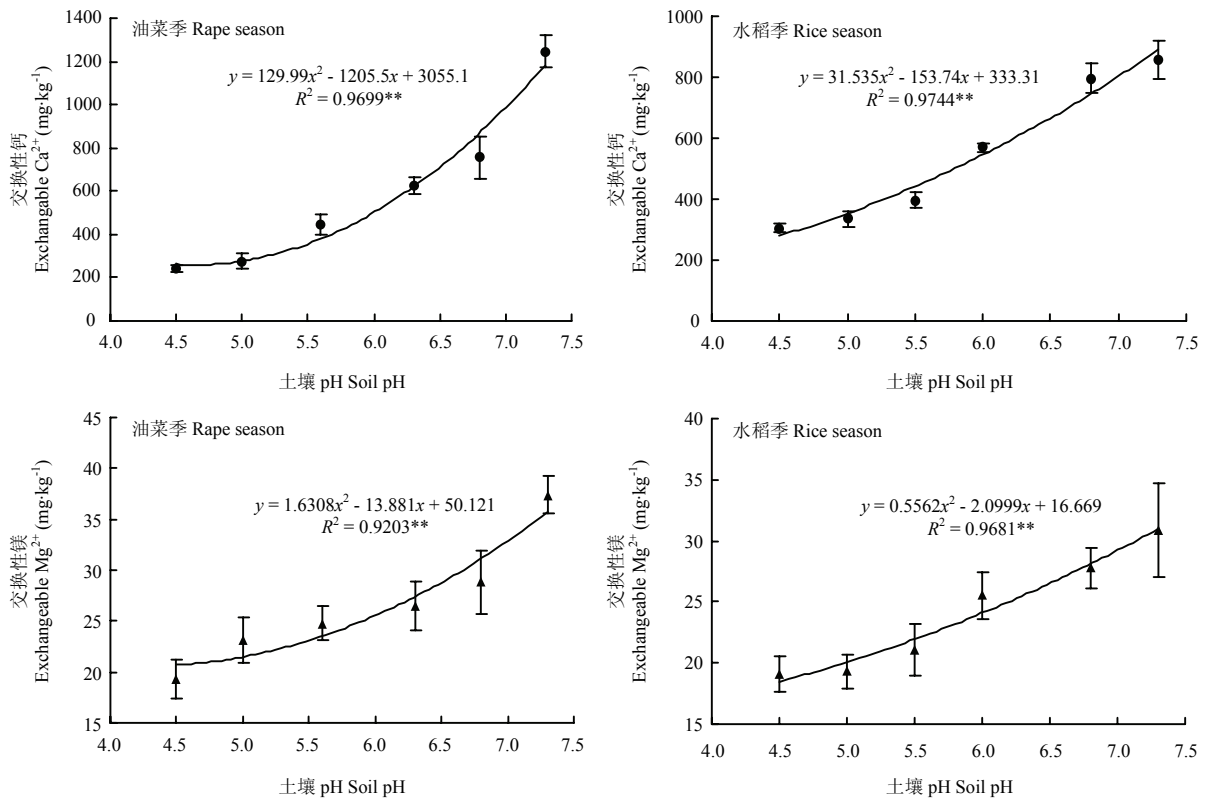 油菜季 Rape season
y = 129.99x² - 1205.5x + 3055.1
R² = 0.9699**
交换性钙
Exchangable Ca²⁺ (mg·kg⁻¹)
1400
1200
1000
800
600
400
200
0
4.0 4.5 5.0 5.5 6.0 6.5 7.0 7.5
土壤 pH Soil pH
水稻季 Rice season
y = 31.535x² - 153.74x + 333.31
R² = 0.9744**
交换性钙
Exchangable Ca²⁺ (mg·kg⁻¹)
1000
800
600
400
200
0
4.0 4.5 5.0 5.5 6.0 6.5 7.0 7.5
土壤 pH Soil pH
油菜季 Rape season
y = 1.6308x² - 13.881x + 50.121
R² = 0.9203**
交换性镁
Exchangeable Mg²⁺ (mg·kg⁻¹)
45
40
35
30
25
20
15
4.0 4.5 5.0 5.5 6.0 6.5 7.0 7.5
土壤 pH Soil pH
水稻季 Rice season
y = 0.5562x² - 2.0999x + 16.669
R² = 0.9681**
交换性镁
Exchangeable Mg²⁺ (mg·kg⁻¹)
40
35
30
25
20
15
4.0 4.5 5.0 5.5 6.0 6.5 7.0 7.5
土壤 pH Soil pH